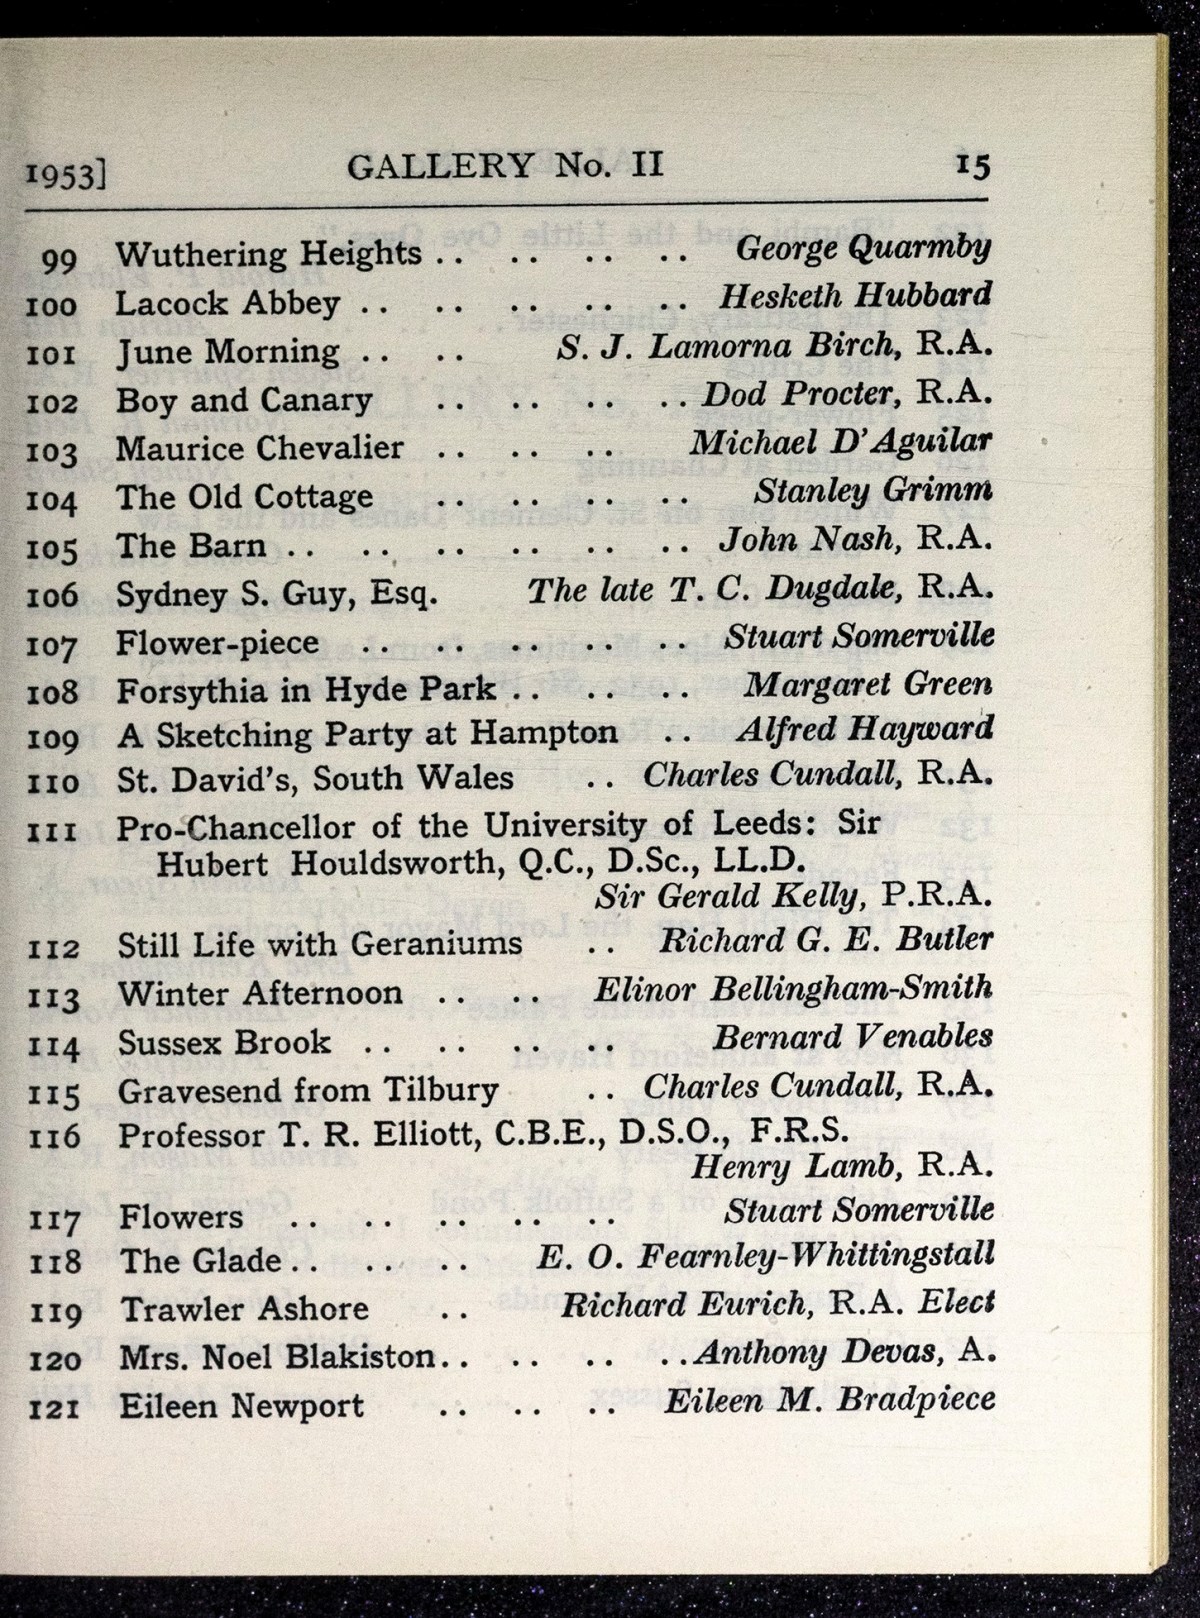 1953] GALLERY No. II 15
99 Wuthering Heights .. .. .. .. George Quarmby
100 Lacock Abbey .. .. .. .. .. Hesketh Hubbard
101 June Morning .. .. S. J. Lamorna Birch, R.A.
102 Boy and Canary .. .. .. .. Dod Procter, R.A.
103 Maurice Chevalier .. .. .. Michael D'Aguilar
104 The Old Cottage .. .. .. .. Stanley Grimm
105 The Barn .. .. .. .. .. .. John Nash, R.A.
106 Sydney S. Guy, Esq. The late T. C. Dugdale, R.A.
107 Flower-piece .. .. .. .. .. Stuart Somerville
108 Forsythia in Hyde Park .. .. .. Margaret Green
109 A Sketching Party at Hampton .. Alfred Hayward
110 St. David's, South Wales .. Charles Cundall, R.A.
111 Pro-Chancellor of the University of Leeds: Sir
Hubert Houldsworth, Q.C., D.Sc., LL.D.
Sir Gerald Kelly, P.R.A.
112 Still Life with Geraniums .. Richard G. E. Butler
113 Winter Afternoon .. .. Elinor Bellingham-Smith
114 Sussex Brook .. .. .. .. Bernard Venables
115 Gravesend from Tilbury .. Charles Cundall, R.A.
116 Professor T. R. Elliott, C.B.E., D.S.O., F.R.S.
Henry Lamb, R.A.
117 Flowers .. .. .. .. .. Stuart Somerville
118 The Glade .. .. .. E. O. Fearnley-Whittingstall
119 Trawler Ashore .. Richard Eurich, R.A. Elect
120 Mrs. Noel Blakiston .. .. .. .. Anthony Devas, A.
121 Eileen Newport .. .. .. Eileen M. Bradpiece